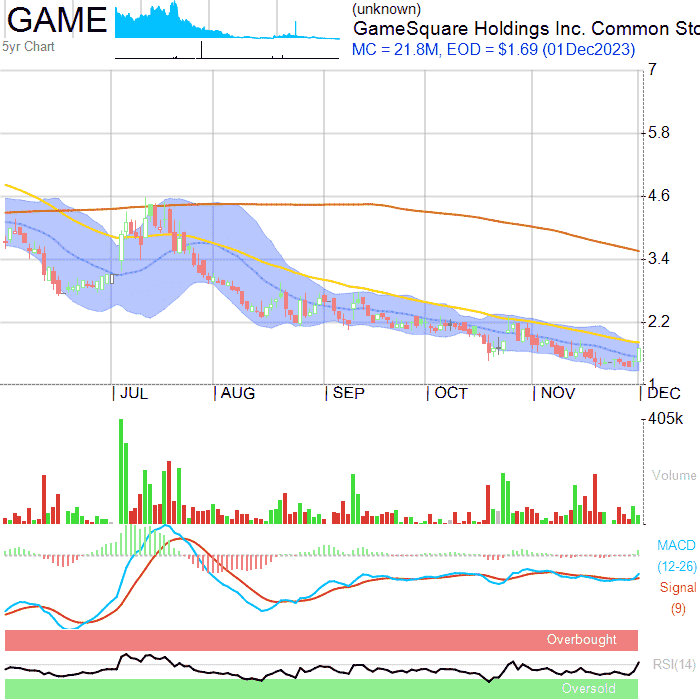 GAME
5yr Chart
(unknown)
GameSquare Holdings Inc. Common Sto
MC = 21.8M, EOD = $1.69 (01Dec2023)
7
5.8
4.6
3.4
2.2
1
JUL AUG SEP OCT NOV DEC
405k
Volume
MACD
(12-26)
Signal
(9)
Overbought
RSI(14)
Oversold